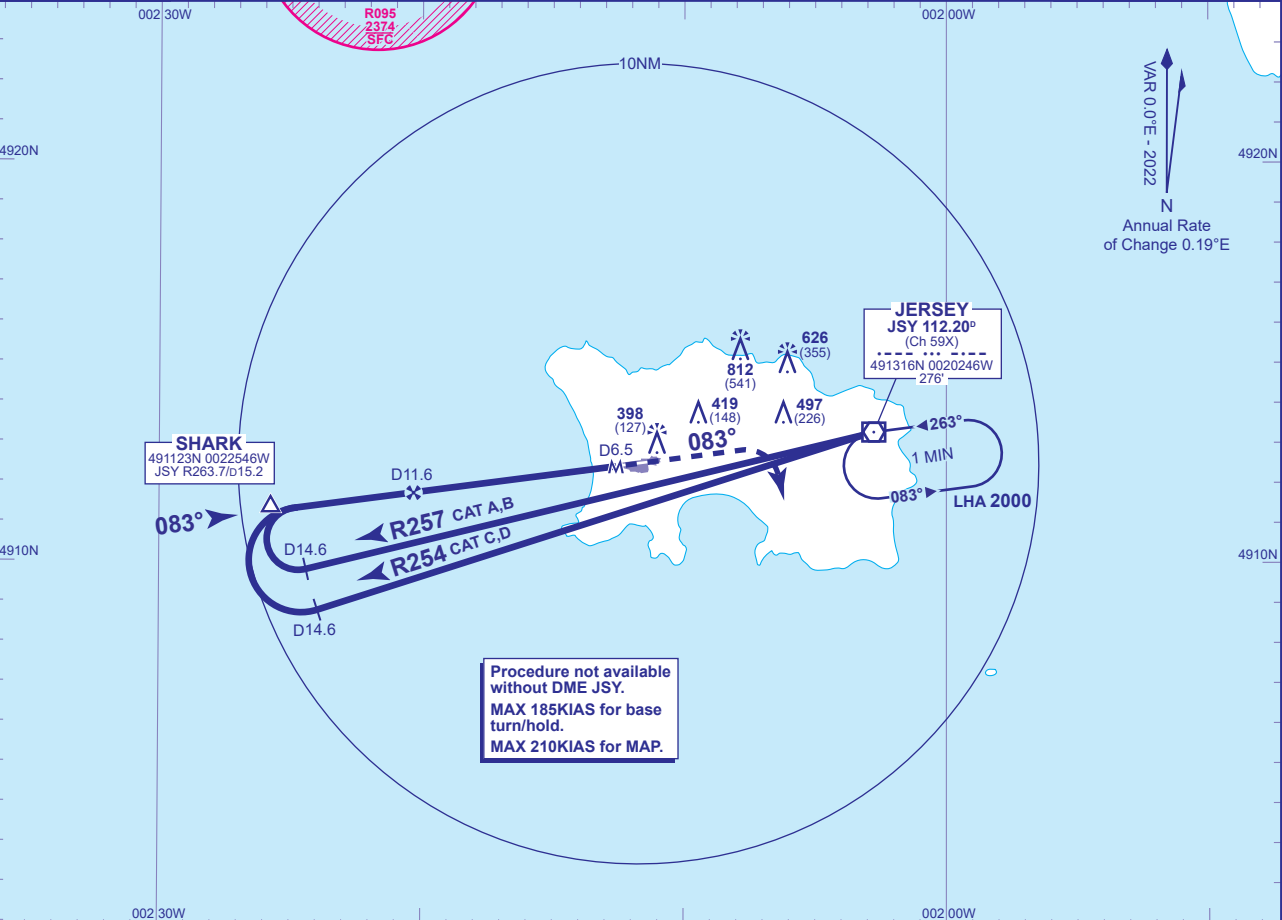 002 30W
002 00W
R095
2374
SFC
10NM
VAR 0.0°E - 2022
4920N
4920N
N
Annual Rate
of Change 0.19°E
JERSEY
JSY 112.20ᴰ
(Ch 59X)
491316N 0020246W
276'
626
(355)
812
(541)
419
(148)
497
(226)
398
(127)
083°
D6.5
263°
1 MIN
083°
LHA 2000
SHARK
491123N 0022546W
JSY R263.7/D15.2
D11.6
083°
R257 CAT A,B
R254 CAT C,D
D14.6
D14.6
4910N
4910N
Procedure not available
without DME JSY.
MAX 185KIAS for base
turn/hold.
MAX 210KIAS for MAP.
002 30W
002 00W